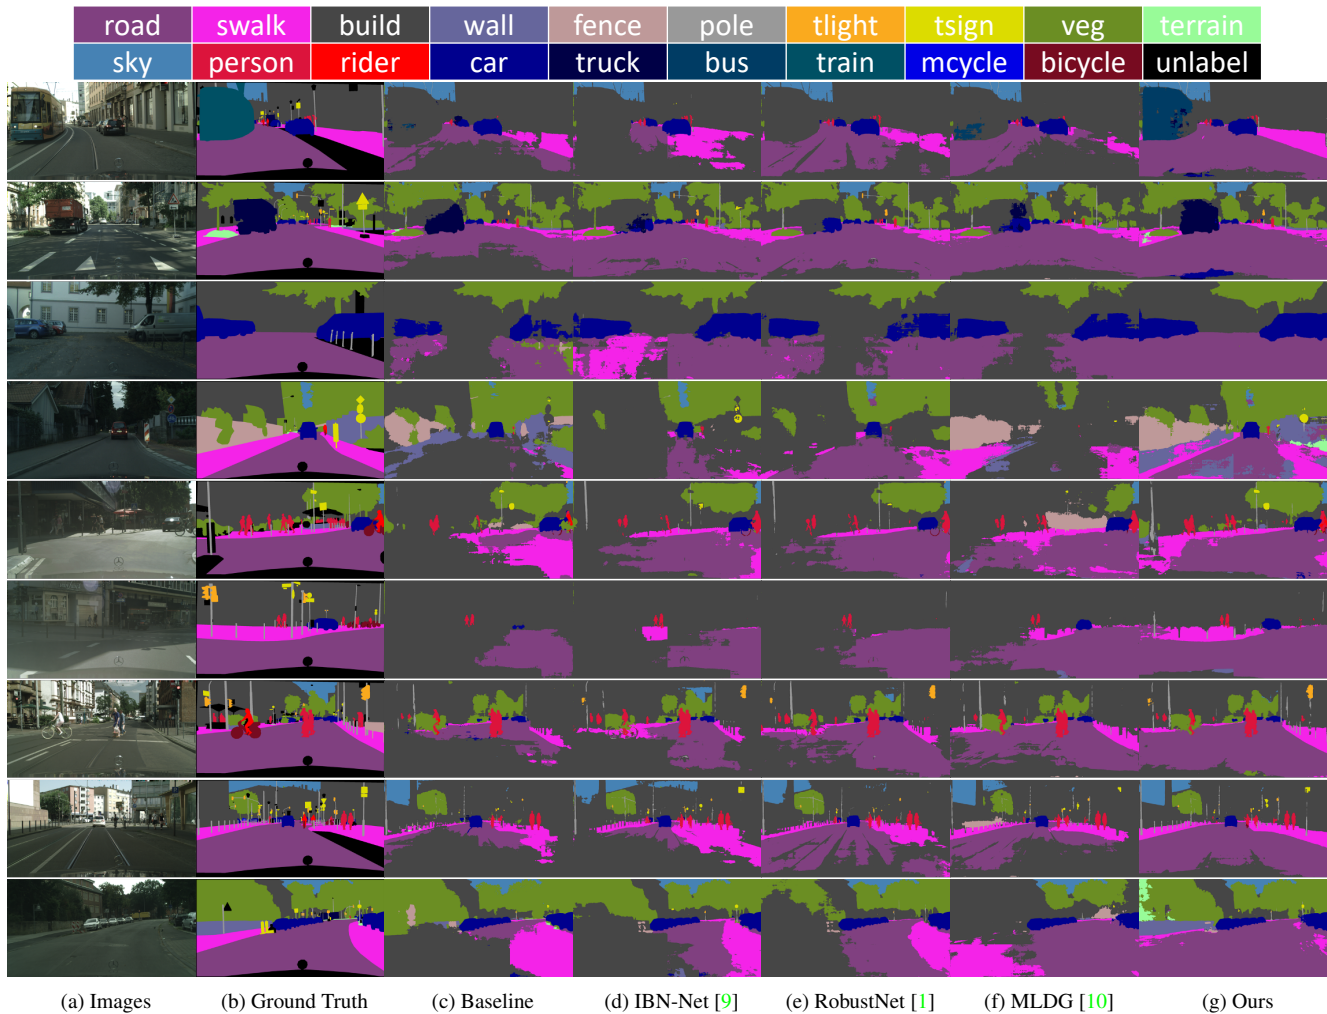 road swalk build wall fence pole tlight tsign veg terrain
sky person rider car truck bus train mcycle bicycle unlabel
(a) Images (b) Ground Truth (c) Baseline (d) IBN-Net [9] (e) RobustNet [1] (f) MLDG [10] (g) Ours